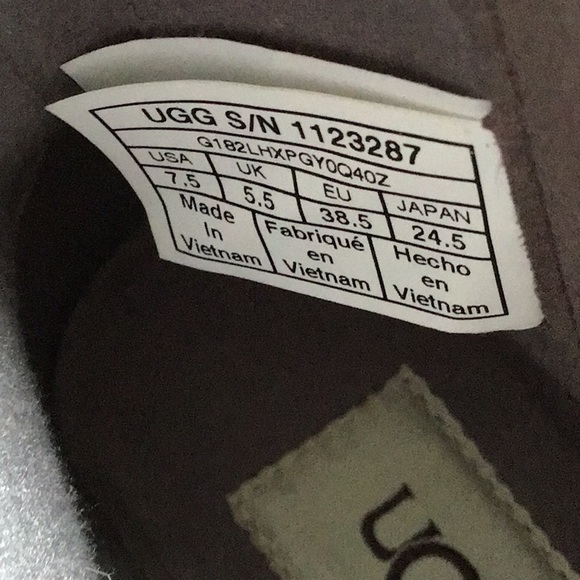 UGG S/N 1123287
G182LHXPGY0Q40Z
USA UK EU JAPAN
7.5 5.5 38.5 24.5
Made Fabriqué Hecho
In en en
Vietnam Vietnam Vietnam